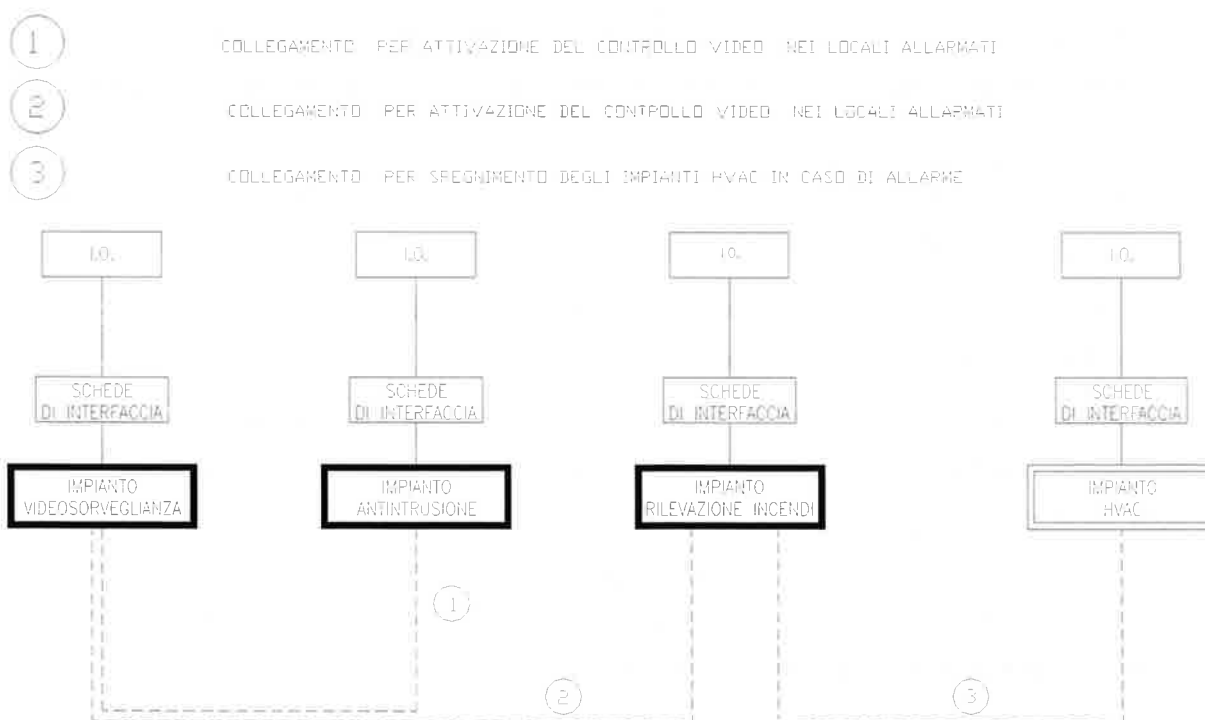 1 COLLEGAMENTO PER ATTIVAZIONE DEL CONTROLLO VIDEO NEI LOCALI ALLARMATI
2 COLLEGAMENTO PER ATTIVAZIONE DEL CONTROLLO VIDEO NEI LOCALI ALLARMATI
3 COLLEGAMENTO PER SPEGNIMENTO DEGLI IMPIANTI HVAC IN CASO DI ALLARME
I.O. I.O. I.O. I.O.
SCHEDE SCHEDE SCHEDE SCHEDE
DI INTERFACCIA DI INTERFACCIA DI INTERFACCIA DI INTERFACCIA
IMPIANTO IMPIANTO IMPIANTO IMPIANTO
VIDEOSORVEGLIANZA ANTINTRUSIONE RILEVAZIONE INCENDI HVAC
1
2 3